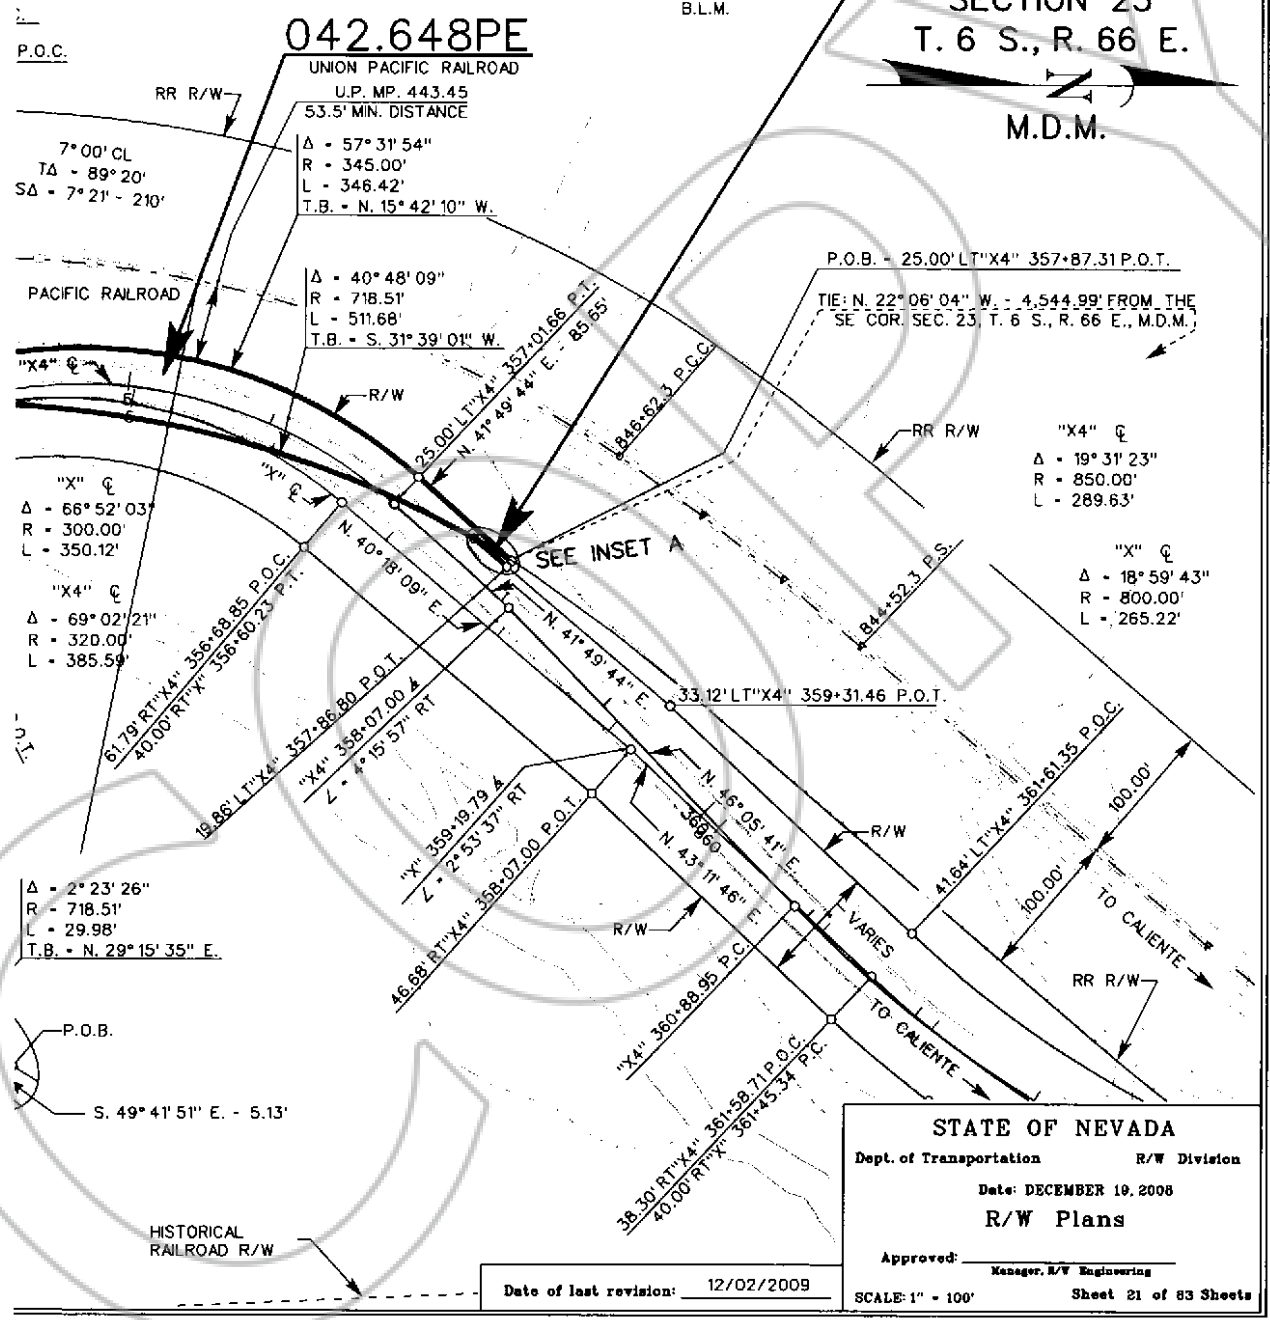 P.O.C.
042.648PE
UNION PACIFIC RAILROAD
U.P. MP. 443.45
53.5' MIN. DISTANCE
B.L.M.
SECTION 23
T. 6 S., R. 66 E.
N
M.D.M.
RR R/W
7° 00' CL
TΔ - 89° 20'
SΔ - 7° 21' - 210'
Δ - 57° 31' 54"
R - 345.00'
L - 346.42'
T.B. - N. 15° 42' 10" W.
Δ - 40° 48' 09"
R - 718.51'
L - 511.68'
T.B. - S. 31° 39' 01" W.
PACIFIC RAILROAD
P.O.B. - 25.00' LT "X4" 357+87.31 P.O.T.
TIE: N. 22° 06' 04" W. - 4,544.99' FROM THE
SE COR. SEC. 23, T. 6 S., R. 66 E., M.D.M.
"X4" ℄
R/W
25.00' LT "X4" 357+01.66 P.T.
N. 41° 49' 44" E. - 85.65'
846+62.3 P.C.C.
RR R/W
"X4" ℄
Δ - 19° 31' 23"
R - 850.00'
L - 289.63'
"X" ℄
Δ - 66° 52' 03"
R - 300.00'
L - 350.12'
"X" ℄
N. 40° 18' 09" E.
SEE INSET A
"X" ℄
Δ - 18° 59' 43"
R - 800.00'
L - 265.22'
"X4" ℄
Δ - 69° 02' 21"
R - 320.00'
L - 385.59'
844+52.3 P.S.
61.79' RT "X4" 356+68.85 P.O.C.
40.00' RT "X" 356+60.23 P.T.
N. 41° 49' 44" E
33.12' LT "X4" 359+31.46 P.O.T.
19.86' LT "X4" 357+86.80 P.O.T.
"X4" 358+07.00 ∡
∠ - 4° 15' 57" RT
"X" 359+19.79 ∡
∠ - 2° 53' 37" RT
46.68' RT "X4" 358+07.00 P.O.T.
N. 46° 05' 41" E
360
N. 43° 11' 46" E
R/W
41.64' LT "X4" 361+61.35 P.O.C.
100.00'
100.00'
TO CALIENTE
Δ - 2° 23' 26"
R - 718.51'
L - 29.98'
T.B. - N. 29° 15' 35" E.
R/W
VARIES
"X4" 360+88.95 P.C.
RR R/W
TO CALIENTE
P.O.B.
S. 49° 41' 51" E. - 5.13'
38.30' RT "X4" 361+58.71 P.O.C.
40.00' RT "X" 361+45.34 P.C.
HISTORICAL
RAILROAD R/W
STATE OF NEVADA
Dept. of Transportation R/W Division
Date: DECEMBER 19, 2008
R/W Plans
Approved:
Manager, R/W Engineering
SCALE: 1" - 100' Sheet 21 of 83 Sheets
Date of last revision: 12/02/2009